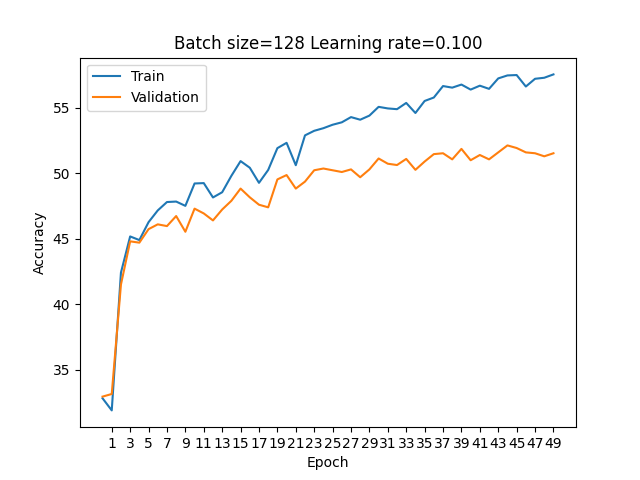 Batch size=128 Learning rate=0.100
Train
Validation
55
50
45
40
35
Accuracy
1 3 5 7 9 11 13 15 17 19 21 23 25 27 29 31 33 35 37 39 41 43 45 47 49
Epoch